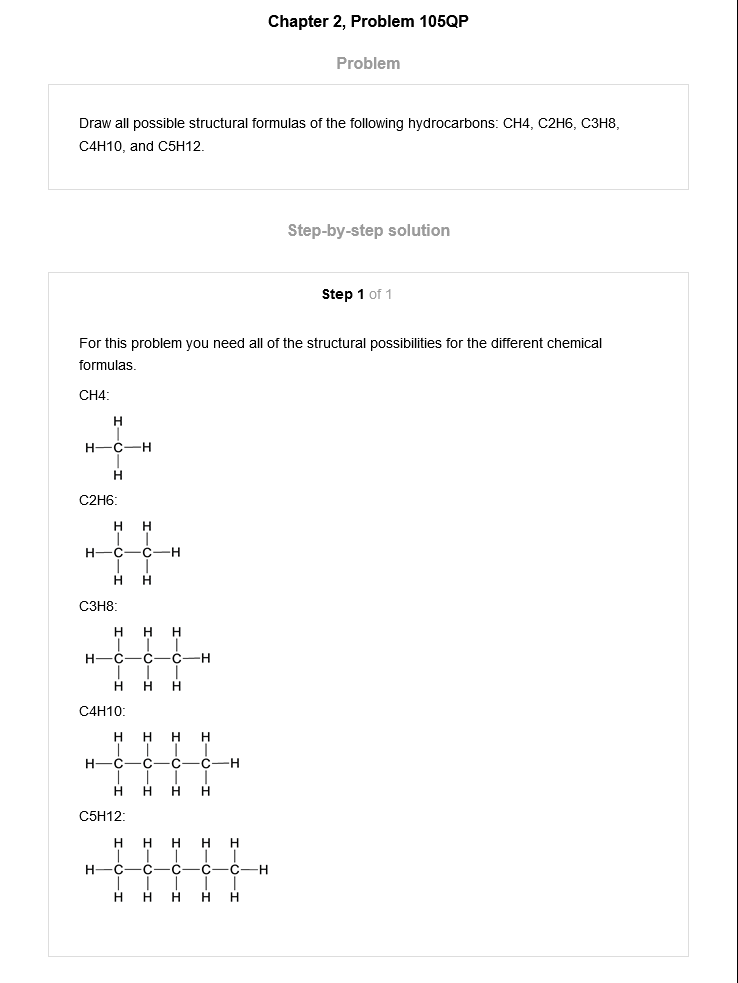 Chapter 2, Problem 105QP
Problem
Draw all possible structural formulas of the following hydrocarbons: CH4, C2H6, C3H8,
C4H10, and C5H12.
Step-by-step solution
Step 1 of 1
For this problem you need all of the structural possibilities for the different chemical
formulas.
CH4:
H
H—C—H
H
C2H6:
H H
H—C—C—H
H H
C3H8:
H H H
H—C—C—C—H
H H H
C4H10:
H H H H
H—C—C—C—C—H
H H H H
C5H12:
H H H H H
H—C—C—C—C—C—H
H H H H H